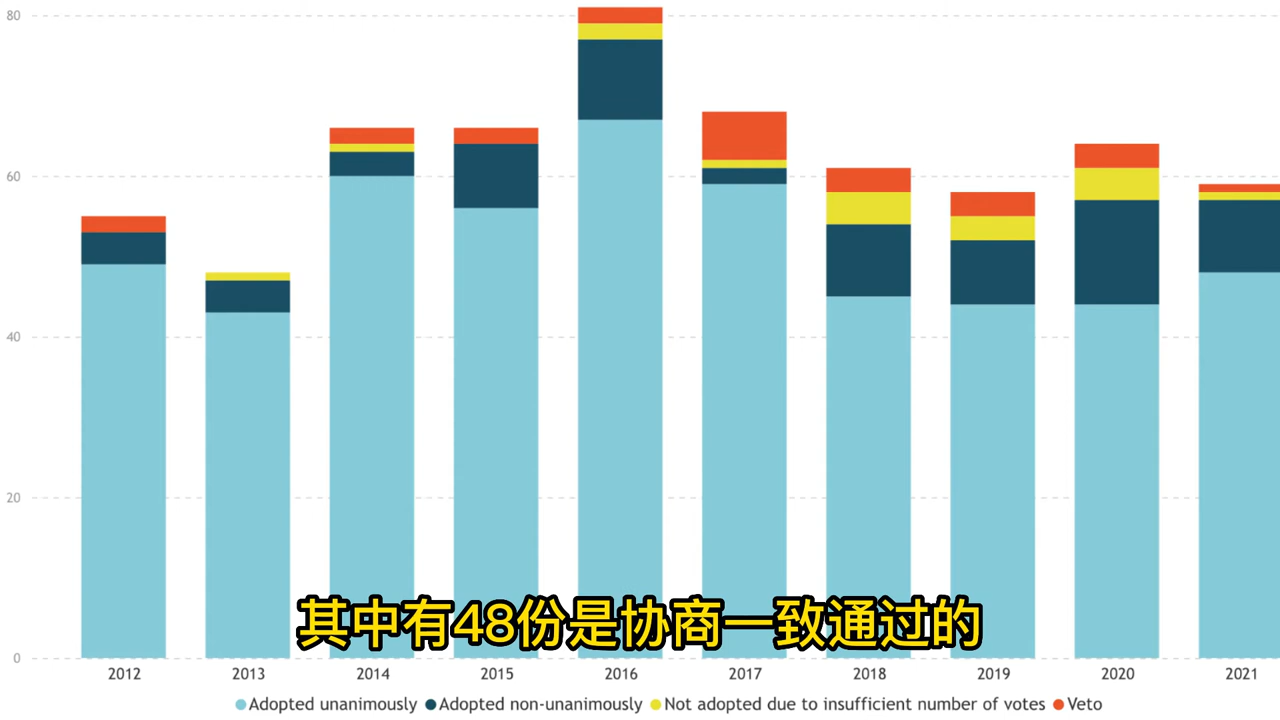 80
60
40
20
0
其中有48份是协商一致通过的
2012 2013 2014 2015 2016 2017 2018 2019 2020 2021
Adopted unanimously Adopted non-unanimously Not adopted due to insufficient number of votes Veto